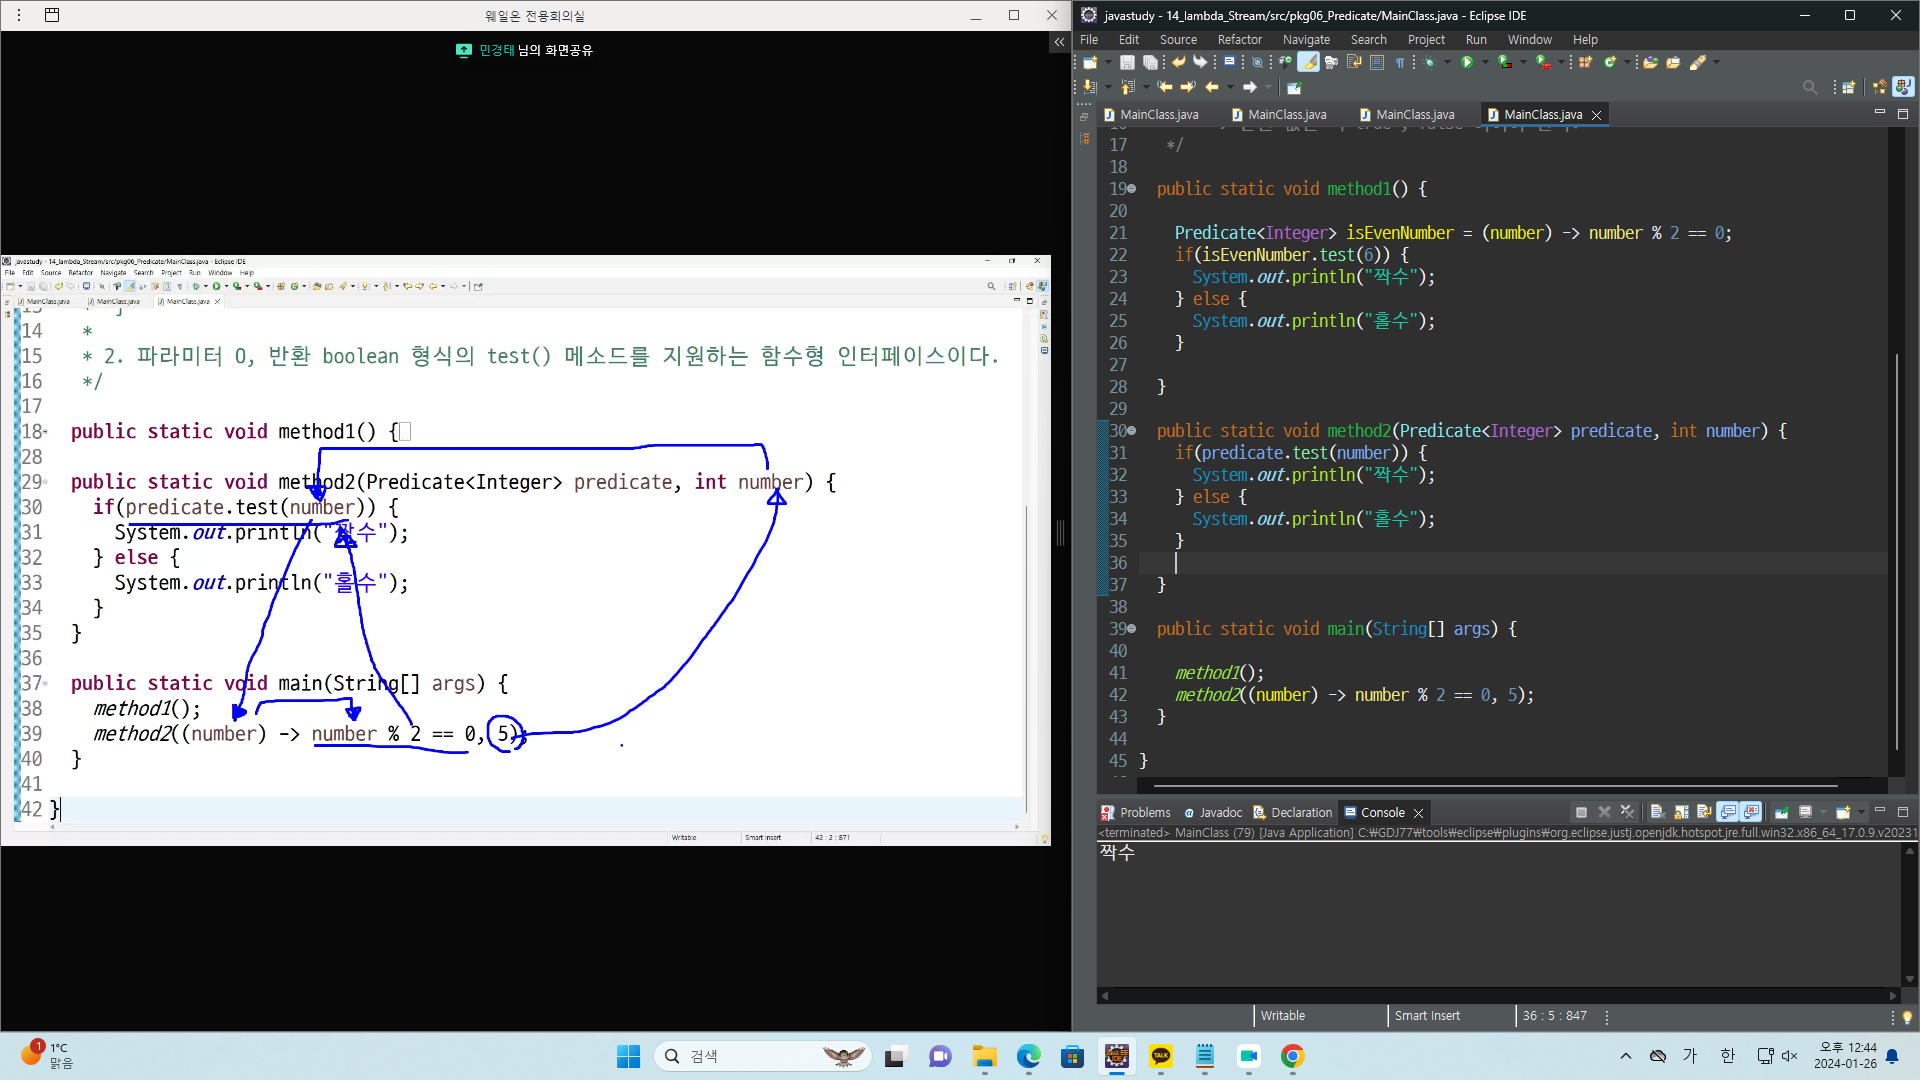 웨일온 전용회의실
민경태 님의 화면공유
javastudy - 14_lambda_Stream/src/pkg06_Predicate/MainClass.java - Eclipse IDE
File Edit Source Refactor Navigate Search Project Run Window Help
MainClass.java MainClass.java MainClass.java
14 *
15 * 2. 파라미터 O, 반환 boolean 형식의 test() 메소드를 지원하는 함수형 인터페이스이다.
16 */
17
18 public static void method1() {
28
29 public static void method2(Predicate<Integer> predicate, int number) {
30 if(predicate.test(number)) {
31 System.out.println("짝수");
32 } else {
33 System.out.println("홀수");
34 }
35 }
36
37 public static void main(String[] args) {
38 method1();
39 method2((number) -> number % 2 == 0, 5);
40 }
41
42 }
Writable Smart Insert 42 : 2 : 871
javastudy - 14_lambda_Stream/src/pkg06_Predicate/MainClass.java - Eclipse IDE
File Edit Source Refactor Navigate Search Project Run Window Help
MainClass.java MainClass.java MainClass.java MainClass.java
17 */
18
19 public static void method1() {
20
21 Predicate<Integer> isEvenNumber = (number) -> number % 2 == 0;
22 if(isEvenNumber.test(6)) {
23 System.out.println("짝수");
24 } else {
25 System.out.println("홀수");
26 }
27
28 }
29
30 public static void method2(Predicate<Integer> predicate, int number) {
31 if(predicate.test(number)) {
32 System.out.println("짝수");
33 } else {
34 System.out.println("홀수");
35 }
36
37 }
38
39 public static void main(String[] args) {
40
41 method1();
42 method2((number) -> number % 2 == 0, 5);
43 }
44
45 }
Problems Javadoc Declaration Console
<terminated> MainClass (79) [Java Application] C:₩GDJ77₩tools₩eclipse₩plugins₩org.eclipse.justj.openjdk.hotspot.jre.full.win32.x86_64_17.0.9.v20231
짝수
Writable Smart Insert 36 : 5 : 847
1
1°C
맑음
검색
TALK
가 한
오후 12:44
2024-01-26